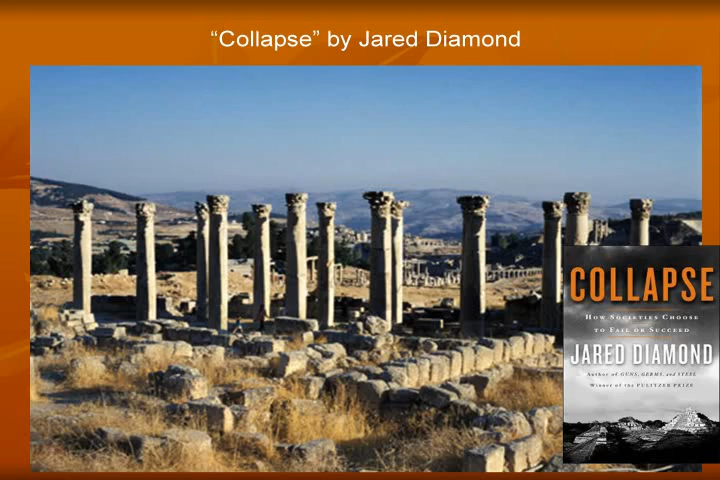 “Collapse” by Jared Diamond
COLLAPSE
HOW SOCIETIES CHOOSE
TO FAIL OR SUCCEED
JARED DIAMOND
Author of GUNS, GERMS, and STEEL
Winner of the PULITZER PRIZE